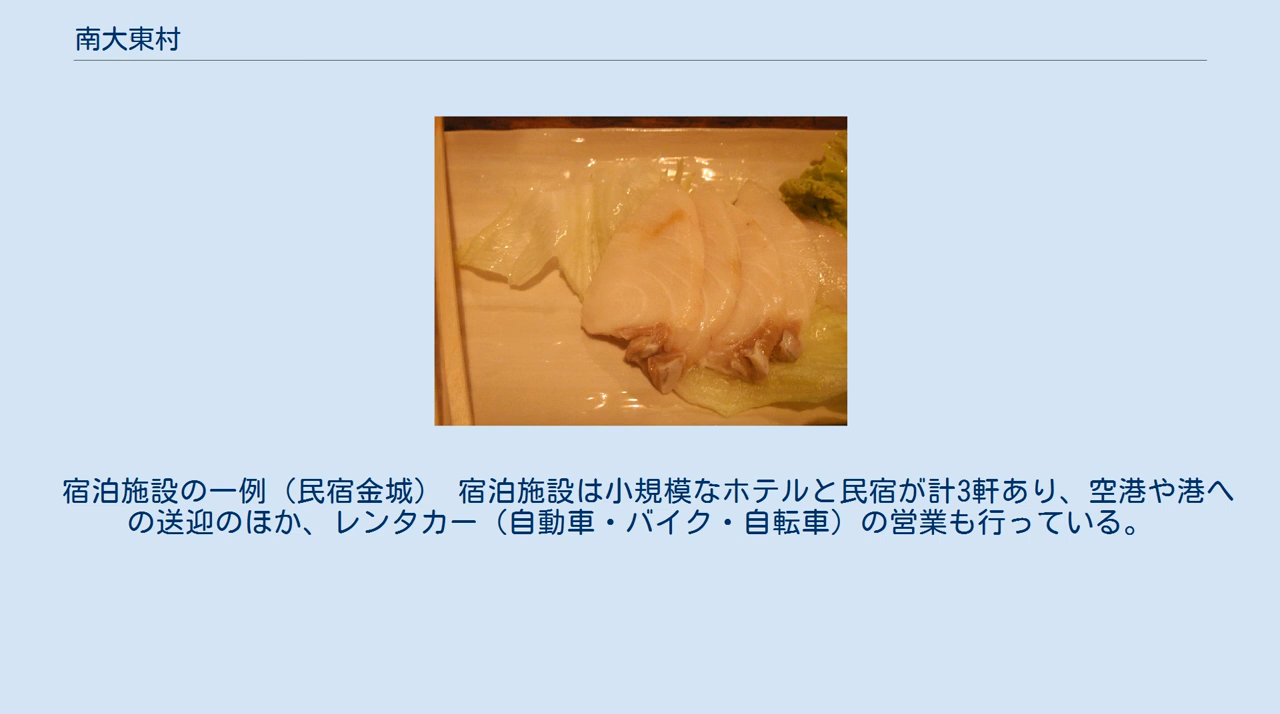 南大東村
宿泊施設の一例（民宿金城）　宿泊施設は小規模なホテルと民宿が計3軒あり、空港や港へ
の送迎のほか、レンタカー（自動車・バイク・自転車）の営業も行っている。